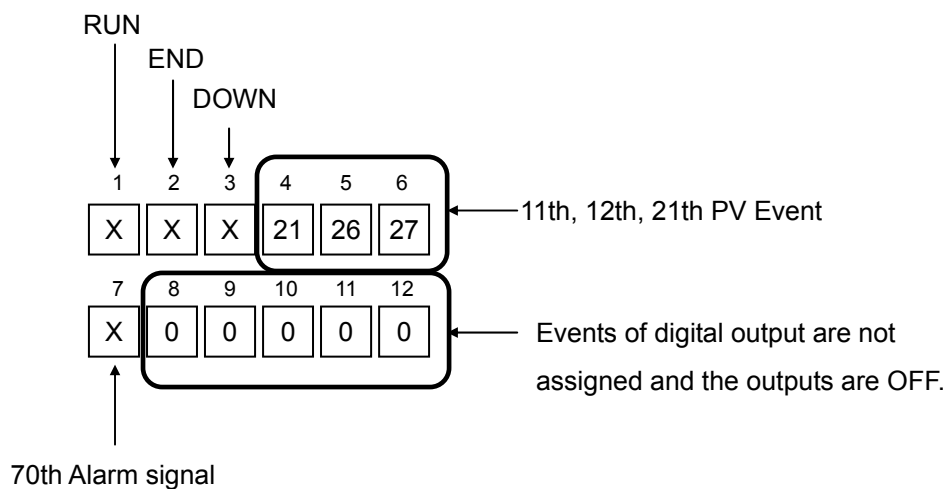 RUN
END
DOWN
1 2 3 4 5 6
X X X 21 26 27
11th, 12th, 21th PV Event
7 8 9 10 11 12
X 0 0 0 0 0
Events of digital output are not
assigned and the outputs are OFF.
70th Alarm signal